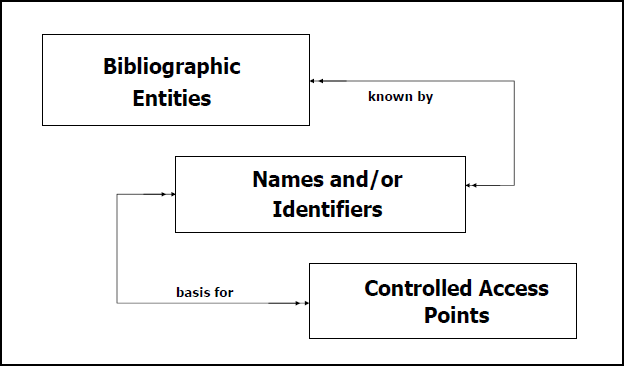 Bibliographic
Entities
known by
Names and/or
Identifiers
basis for
Controlled Access
Points